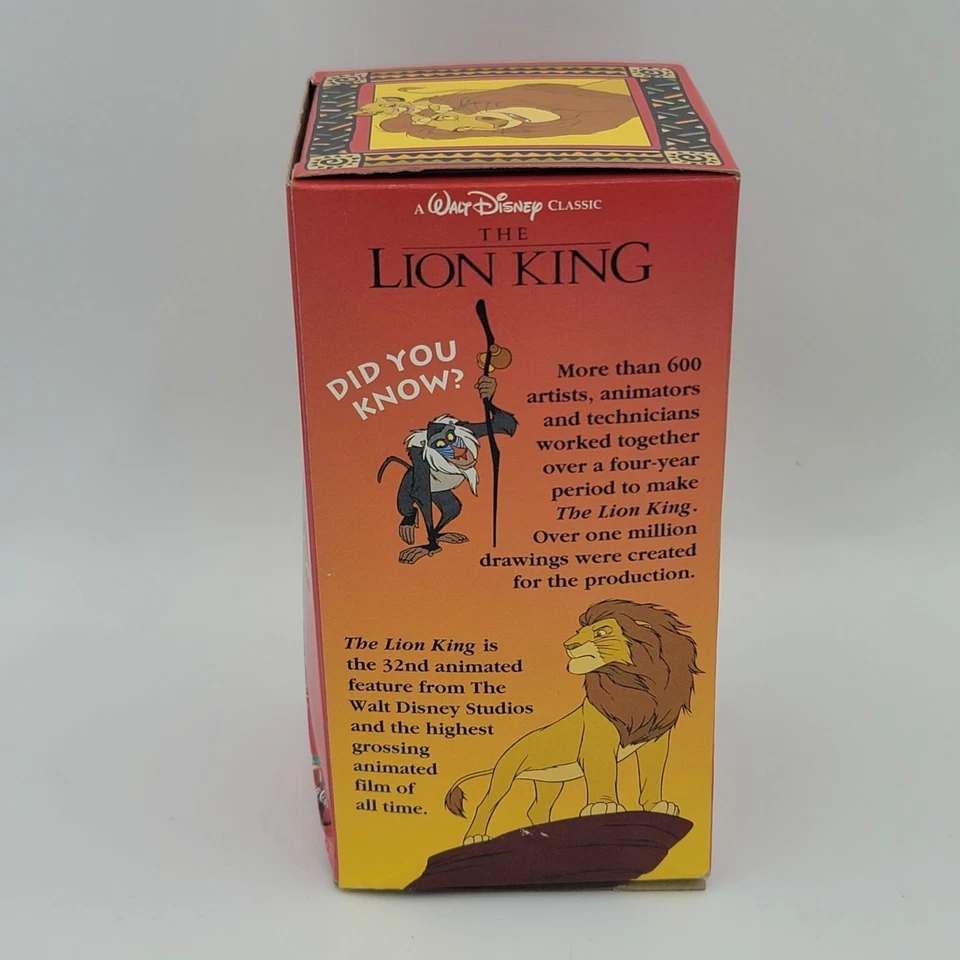 A Walt Disney CLASSIC
THE
LION KING
DID YOU
KNOW?
More than 600
artists, animators
and technicians
worked together
over a four-year
period to make
The Lion King.
Over one million
drawings were created
for the production.
The Lion King is
the 32nd animated
feature from The
Walt Disney Studios
and the highest
grossing
animated
film of
all time.